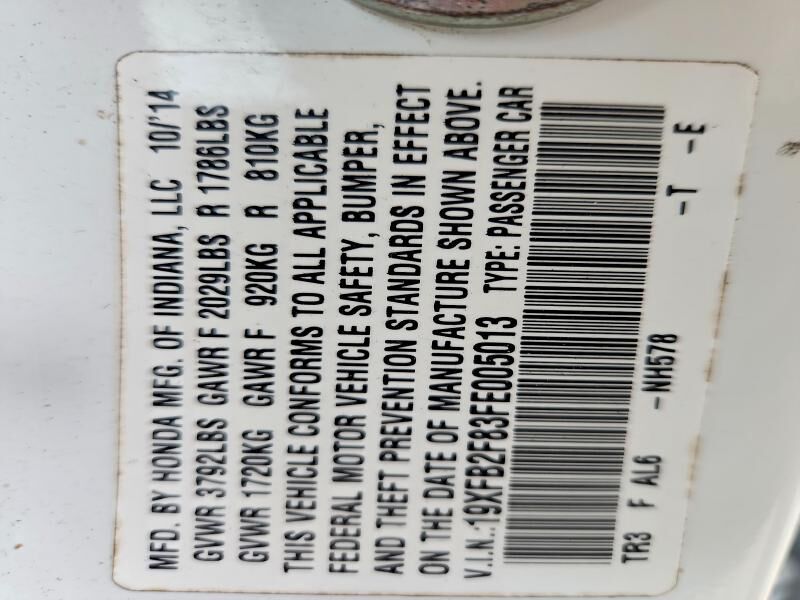 MFD. BY HONDA MFG. OF INDIANA, LLC 10/'14
GVWR 3792LBS GAWR F 2029LBS R 1786LBS
GVWR 1720KG GAWR F 920KG R 810KG
THIS VEHICLE CONFORMS TO ALL APPLICABLE
FEDERAL MOTOR VEHICLE SAFETY, BUMPER,
AND THEFT PREVENTION STANDARDS IN EFFECT
ON THE DATE OF MANUFACTURE SHOWN ABOVE.
V.I.N.:19XFB2F83FE005013 TYPE: PASSENGER CAR
TR3 F AL6 -NH578 -T -E